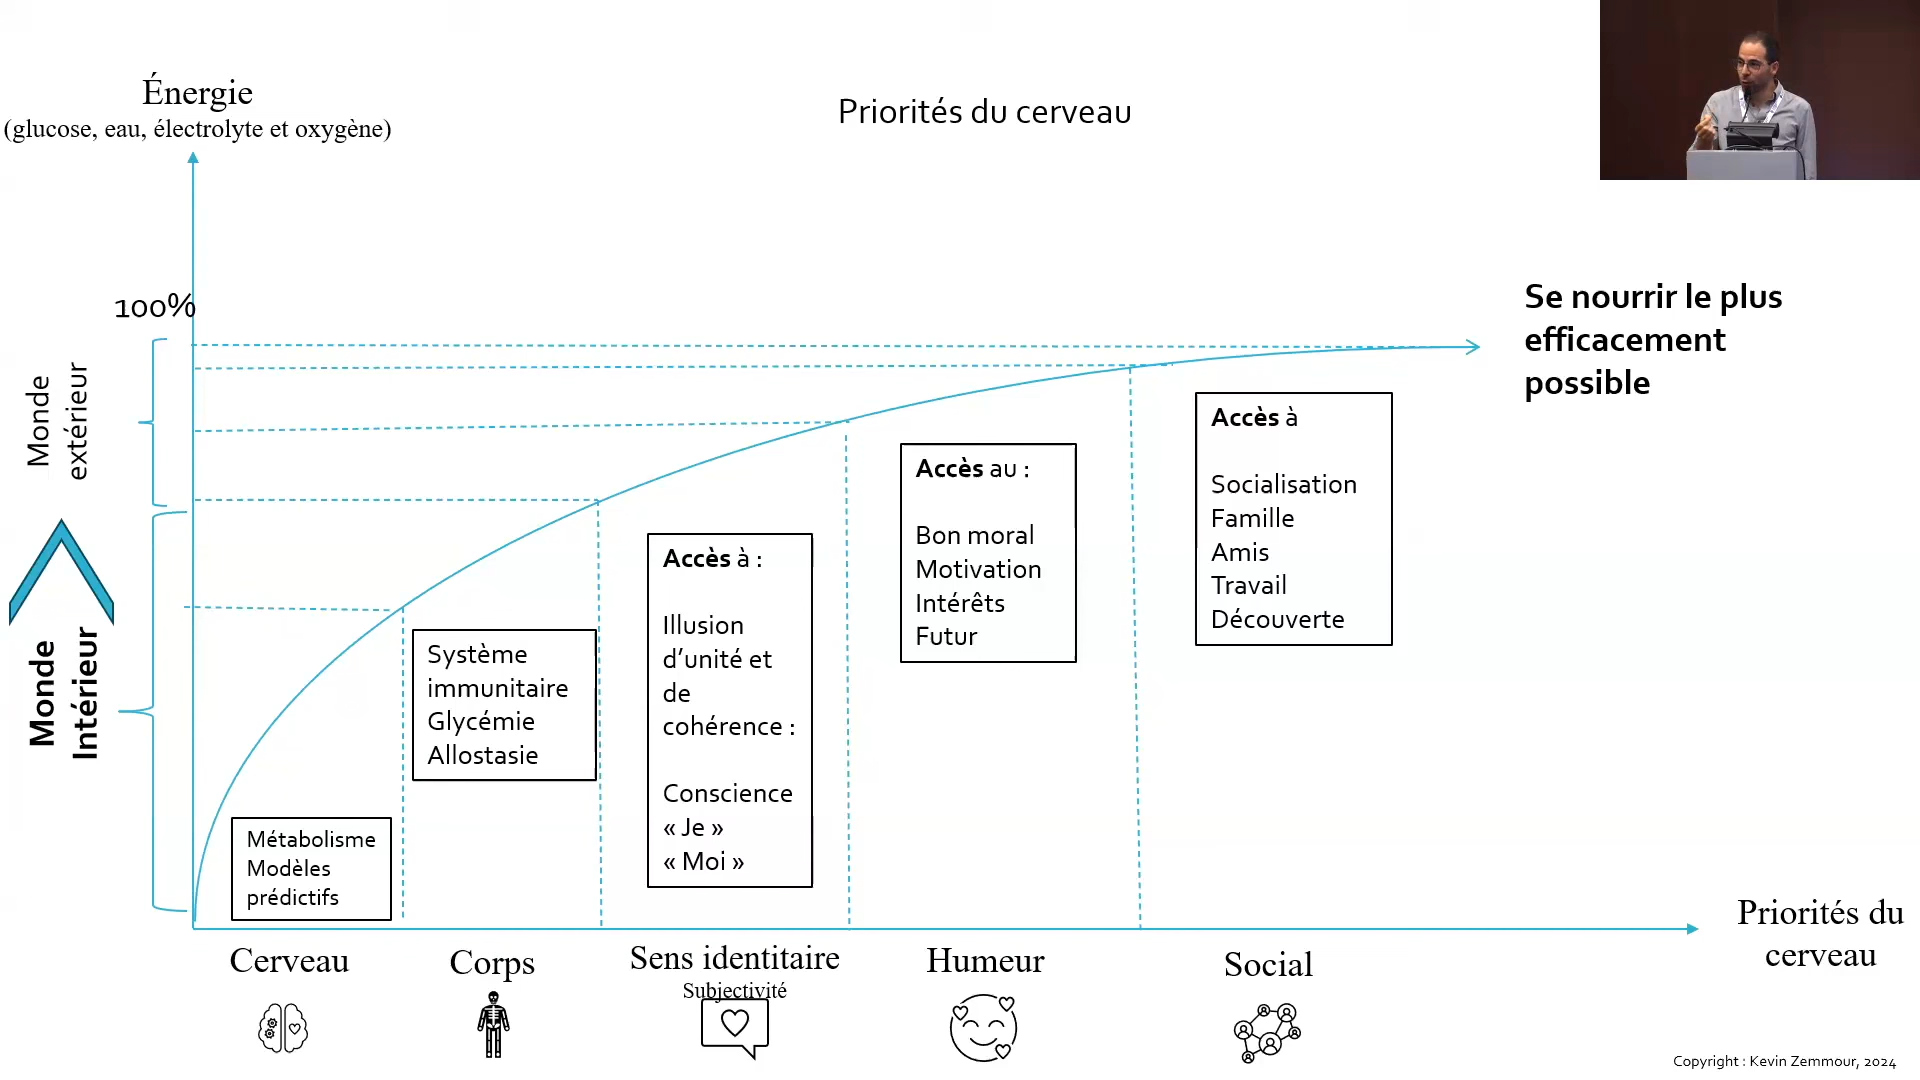 Énergie
(glucose, eau, électrolyte et oxygène)
Priorités du cerveau
100%
Monde
extérieur
Monde
Intérieur
Se nourrir le plus
efficacement
possible
Métabolisme
Modèles
prédictifs
Système
immunitaire
Glycémie
Allostasie
Accès à :
Illusion
d’unité et
de
cohérence :
Conscience
« Je »
« Moi »
Accès au :
Bon moral
Motivation
Intérêts
Futur
Accès à
Socialisation
Famille
Amis
Travail
Découverte
Cerveau
Corps
Sens identitaire
Subjectivité
Humeur
Social
Priorités du
cerveau
Copyright : Kevin Zemmour, 2024